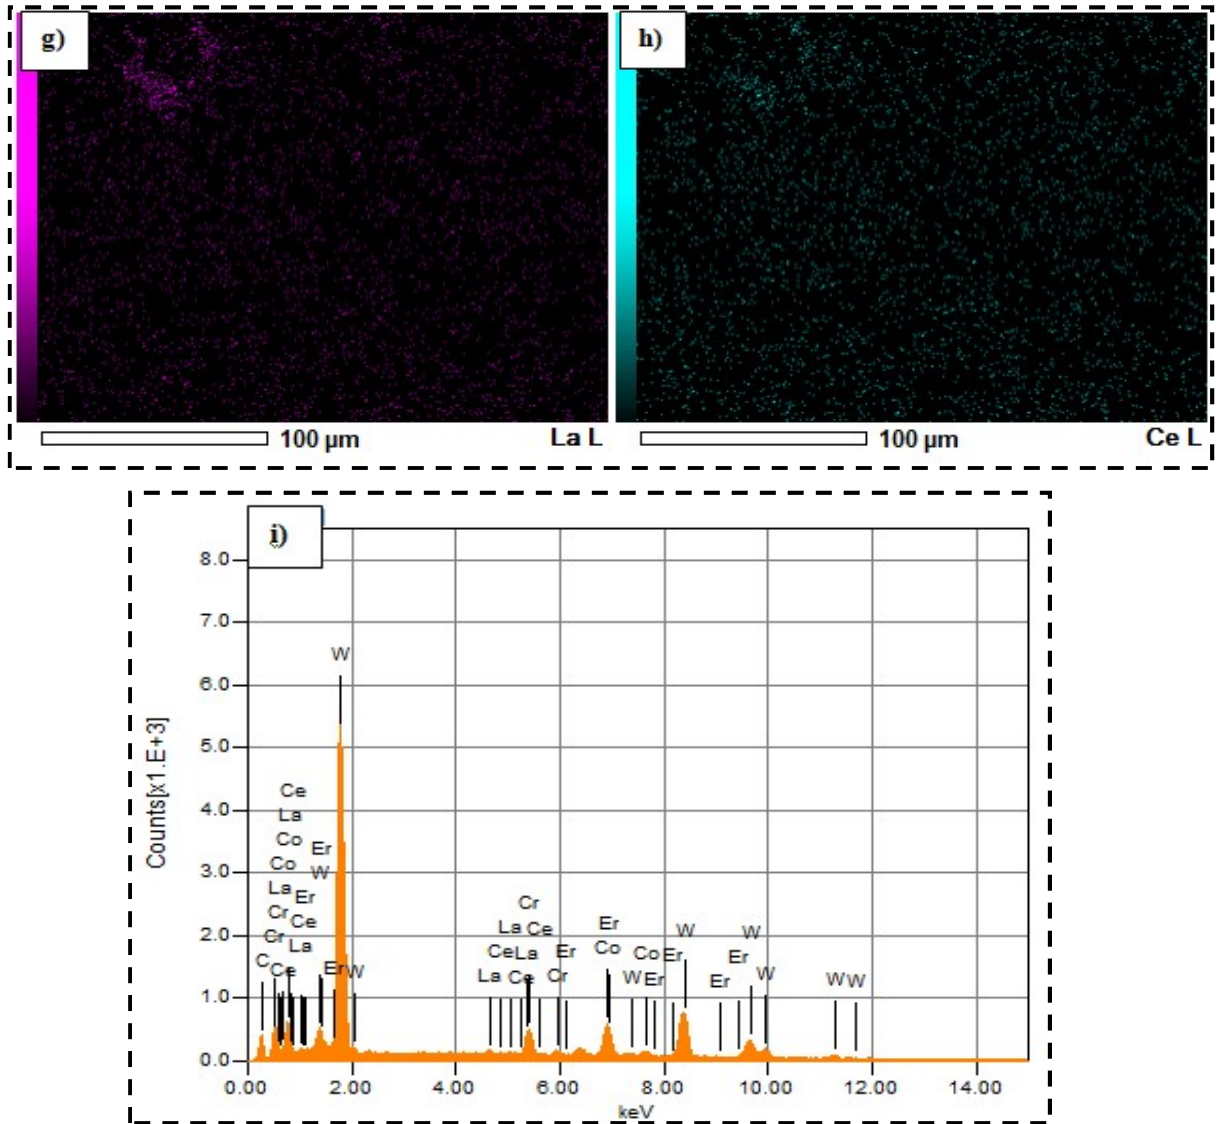 g)
h)
100 µm La L
100 µm Ce L
i)
8.0
7.0
W
6.0
5.0
Ce
4.0
La
Co Er
Co W
3.0
La Er
Cr Ce
Cr La
C Ce Er W
Cr
La Ce
Ce La Er
La Ce Cr
Er
Co Co Er W
W Er
W
Er
Er W
W W
2.0
1.0
0.0
0.00 2.00 4.00 6.00 8.00 10.00 12.00 14.00
keV
Counts[x1.E+3]